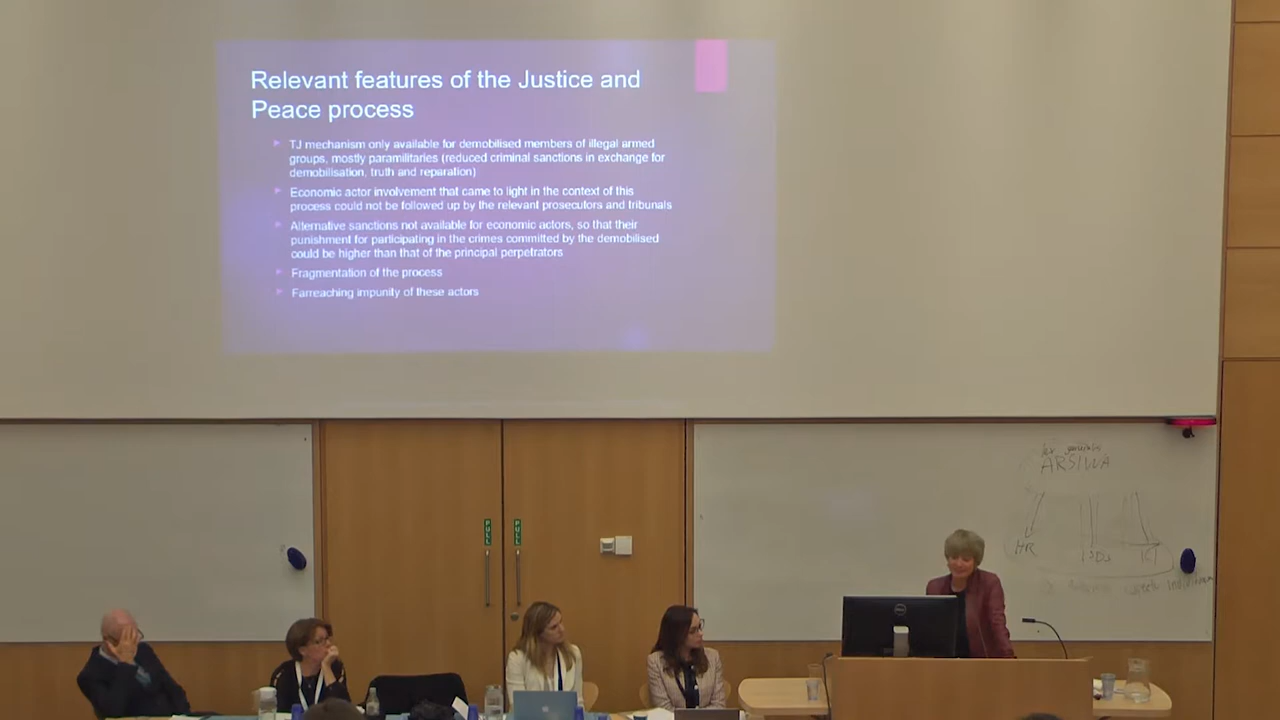 Relevant features of the Justice and
Peace process
TJ mechanism only available for demobilised members of illegal armed
groups, mostly paramilitaries (reduced criminal sanctions in exchange for
demobilisation, truth and reparation)
Economic actor involvement that came to light in the context of this
process could not be followed up by the relevant prosecutors and tribunals
Alternative sanctions not available for economic actors, so that their
punishment for participating in the crimes committed by the demobilised
could be higher than that of the principal perpetrators
Fragmentation of the process
Farreaching impunity of these actors
ARSIWA
HR
PULL
PULL
DELL